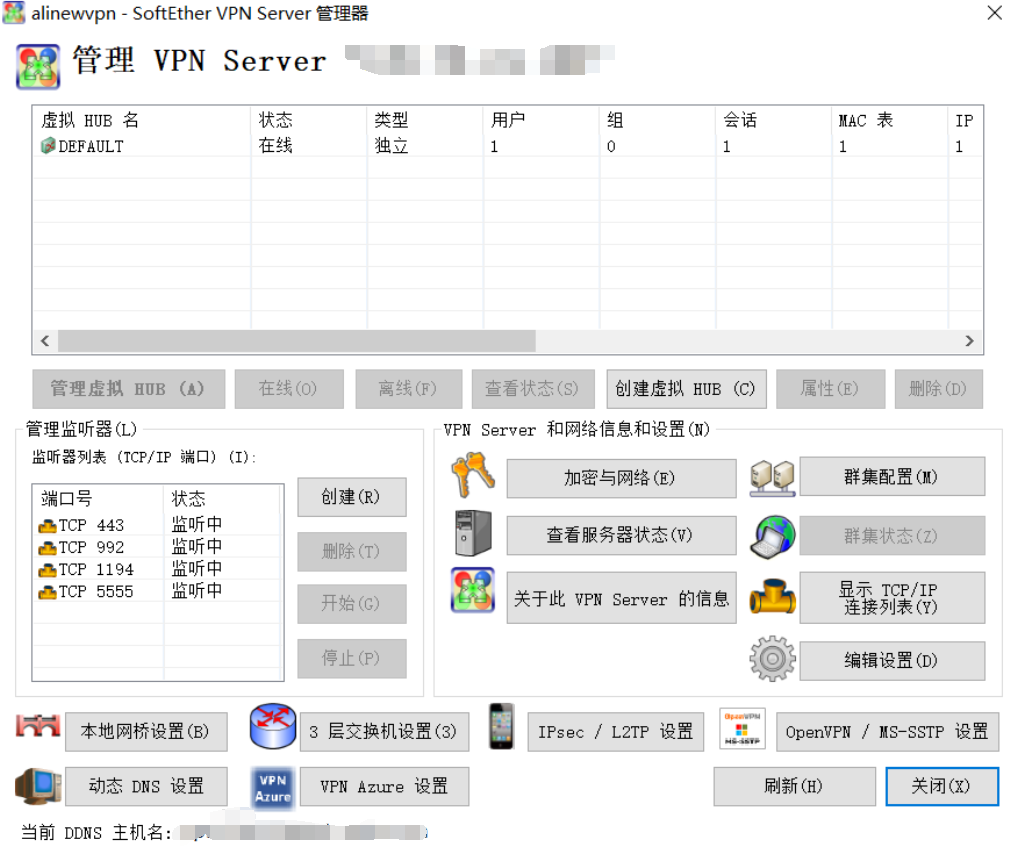 alinewvpn - SoftEther VPN Server 管理器
管理 VPN Server
虚拟 HUB 名 状态 类型 用户 组 会话 MAC 表 IP
DEFAULT 在线 独立 1 0 1 1 1
管理虚拟 HUB (A) 在线(O) 离线(F) 查看状态(S) 创建虚拟 HUB (C) 属性(E) 删除(D)
管理监听器(L)
监听器列表 (TCP/IP 端口) (I):
端口号 状态
TCP 443 监听中
TCP 992 监听中
TCP 1194 监听中
TCP 5555 监听中
创建(R)
删除(T)
开始(G)
停止(P)
VPN Server 和网络信息和设置(N)
加密与网络(E) 群集配置(M)
查看服务器状态(V) 群集状态(Z)
关于此 VPN Server 的信息 显示 TCP/IP
连接列表(Y)
编辑设置(D)
本地网桥设置(B) 3 层交换机设置(3) IPsec / L2TP 设置 OpenVPN MS-SSTP OpenVPN / MS-SSTP 设置
动态 DNS 设置 VPN Azure VPN Azure 设置 刷新(H) 关闭(X)
当前 DDNS 主机名: